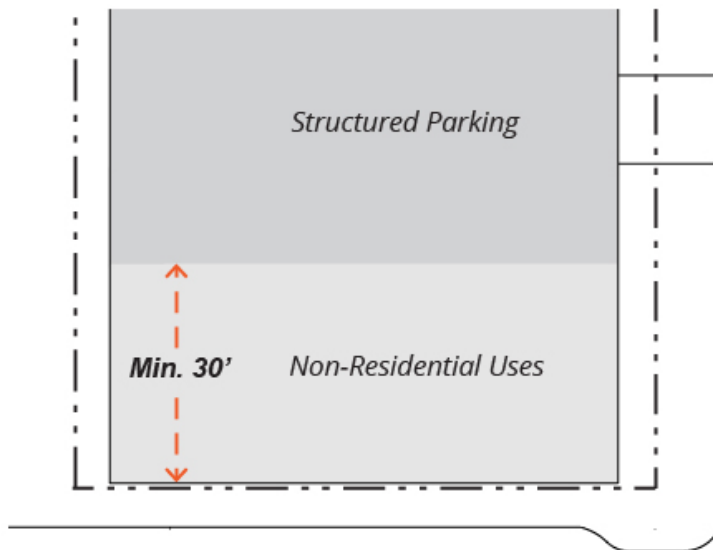 Structured Parking
Min. 30’
Non-Residential Uses